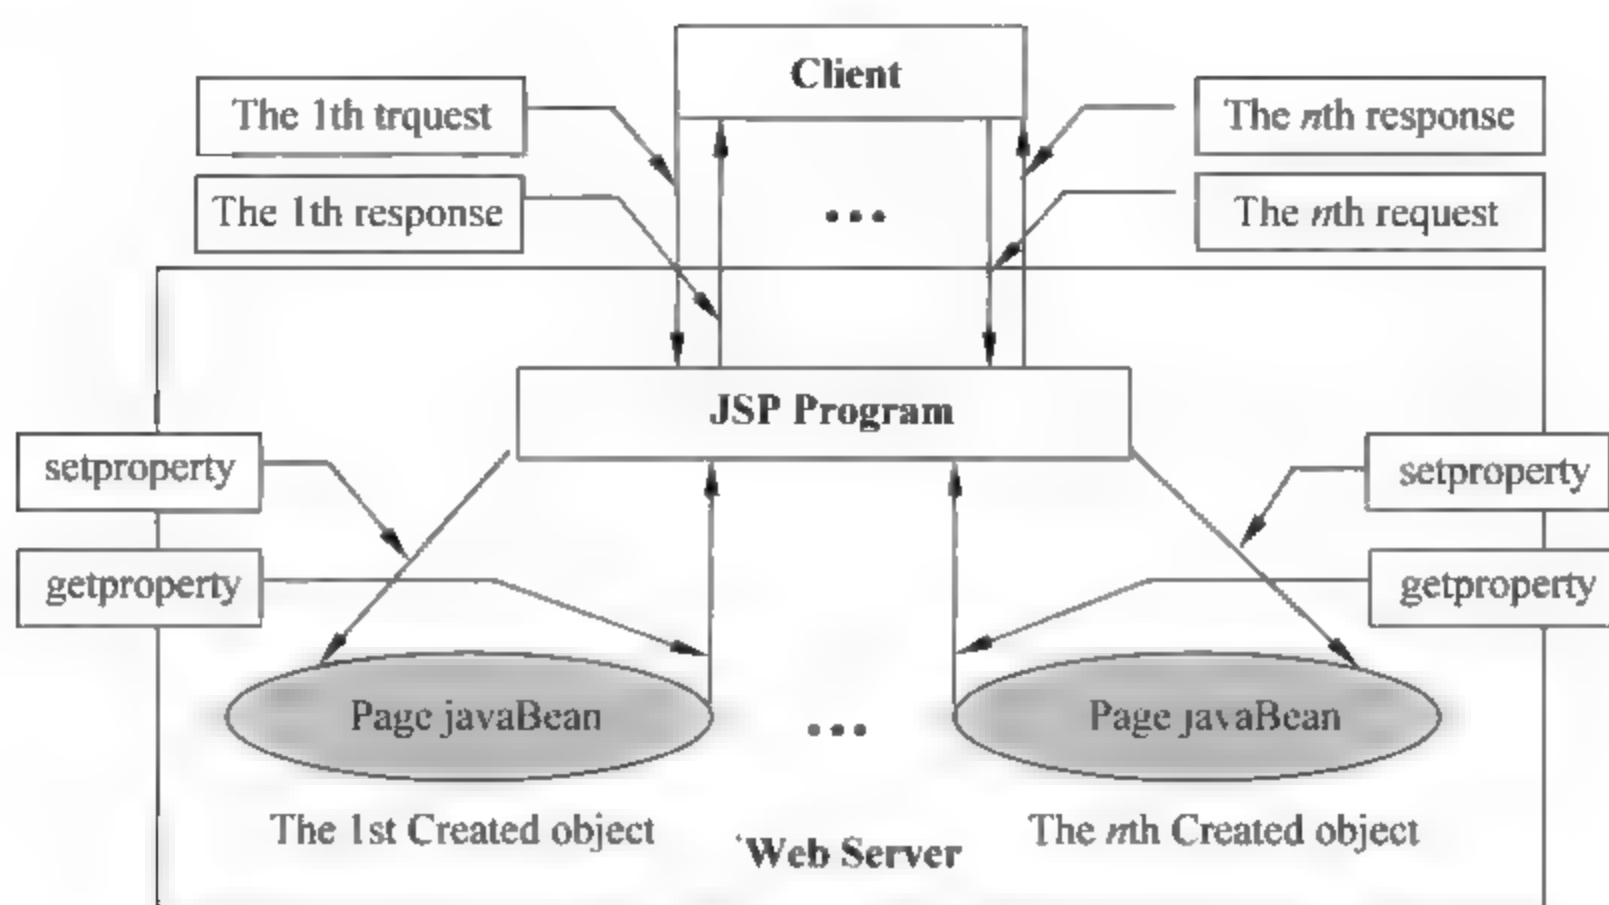 Client
The 1th trquest
The nth response
The 1th response
...
The nth request
JSP Program
setproperty
setproperty
getproperty
getproperty
Page javaBean
...
Page javaBean
The 1st Created object
The nth Created object
Web Server